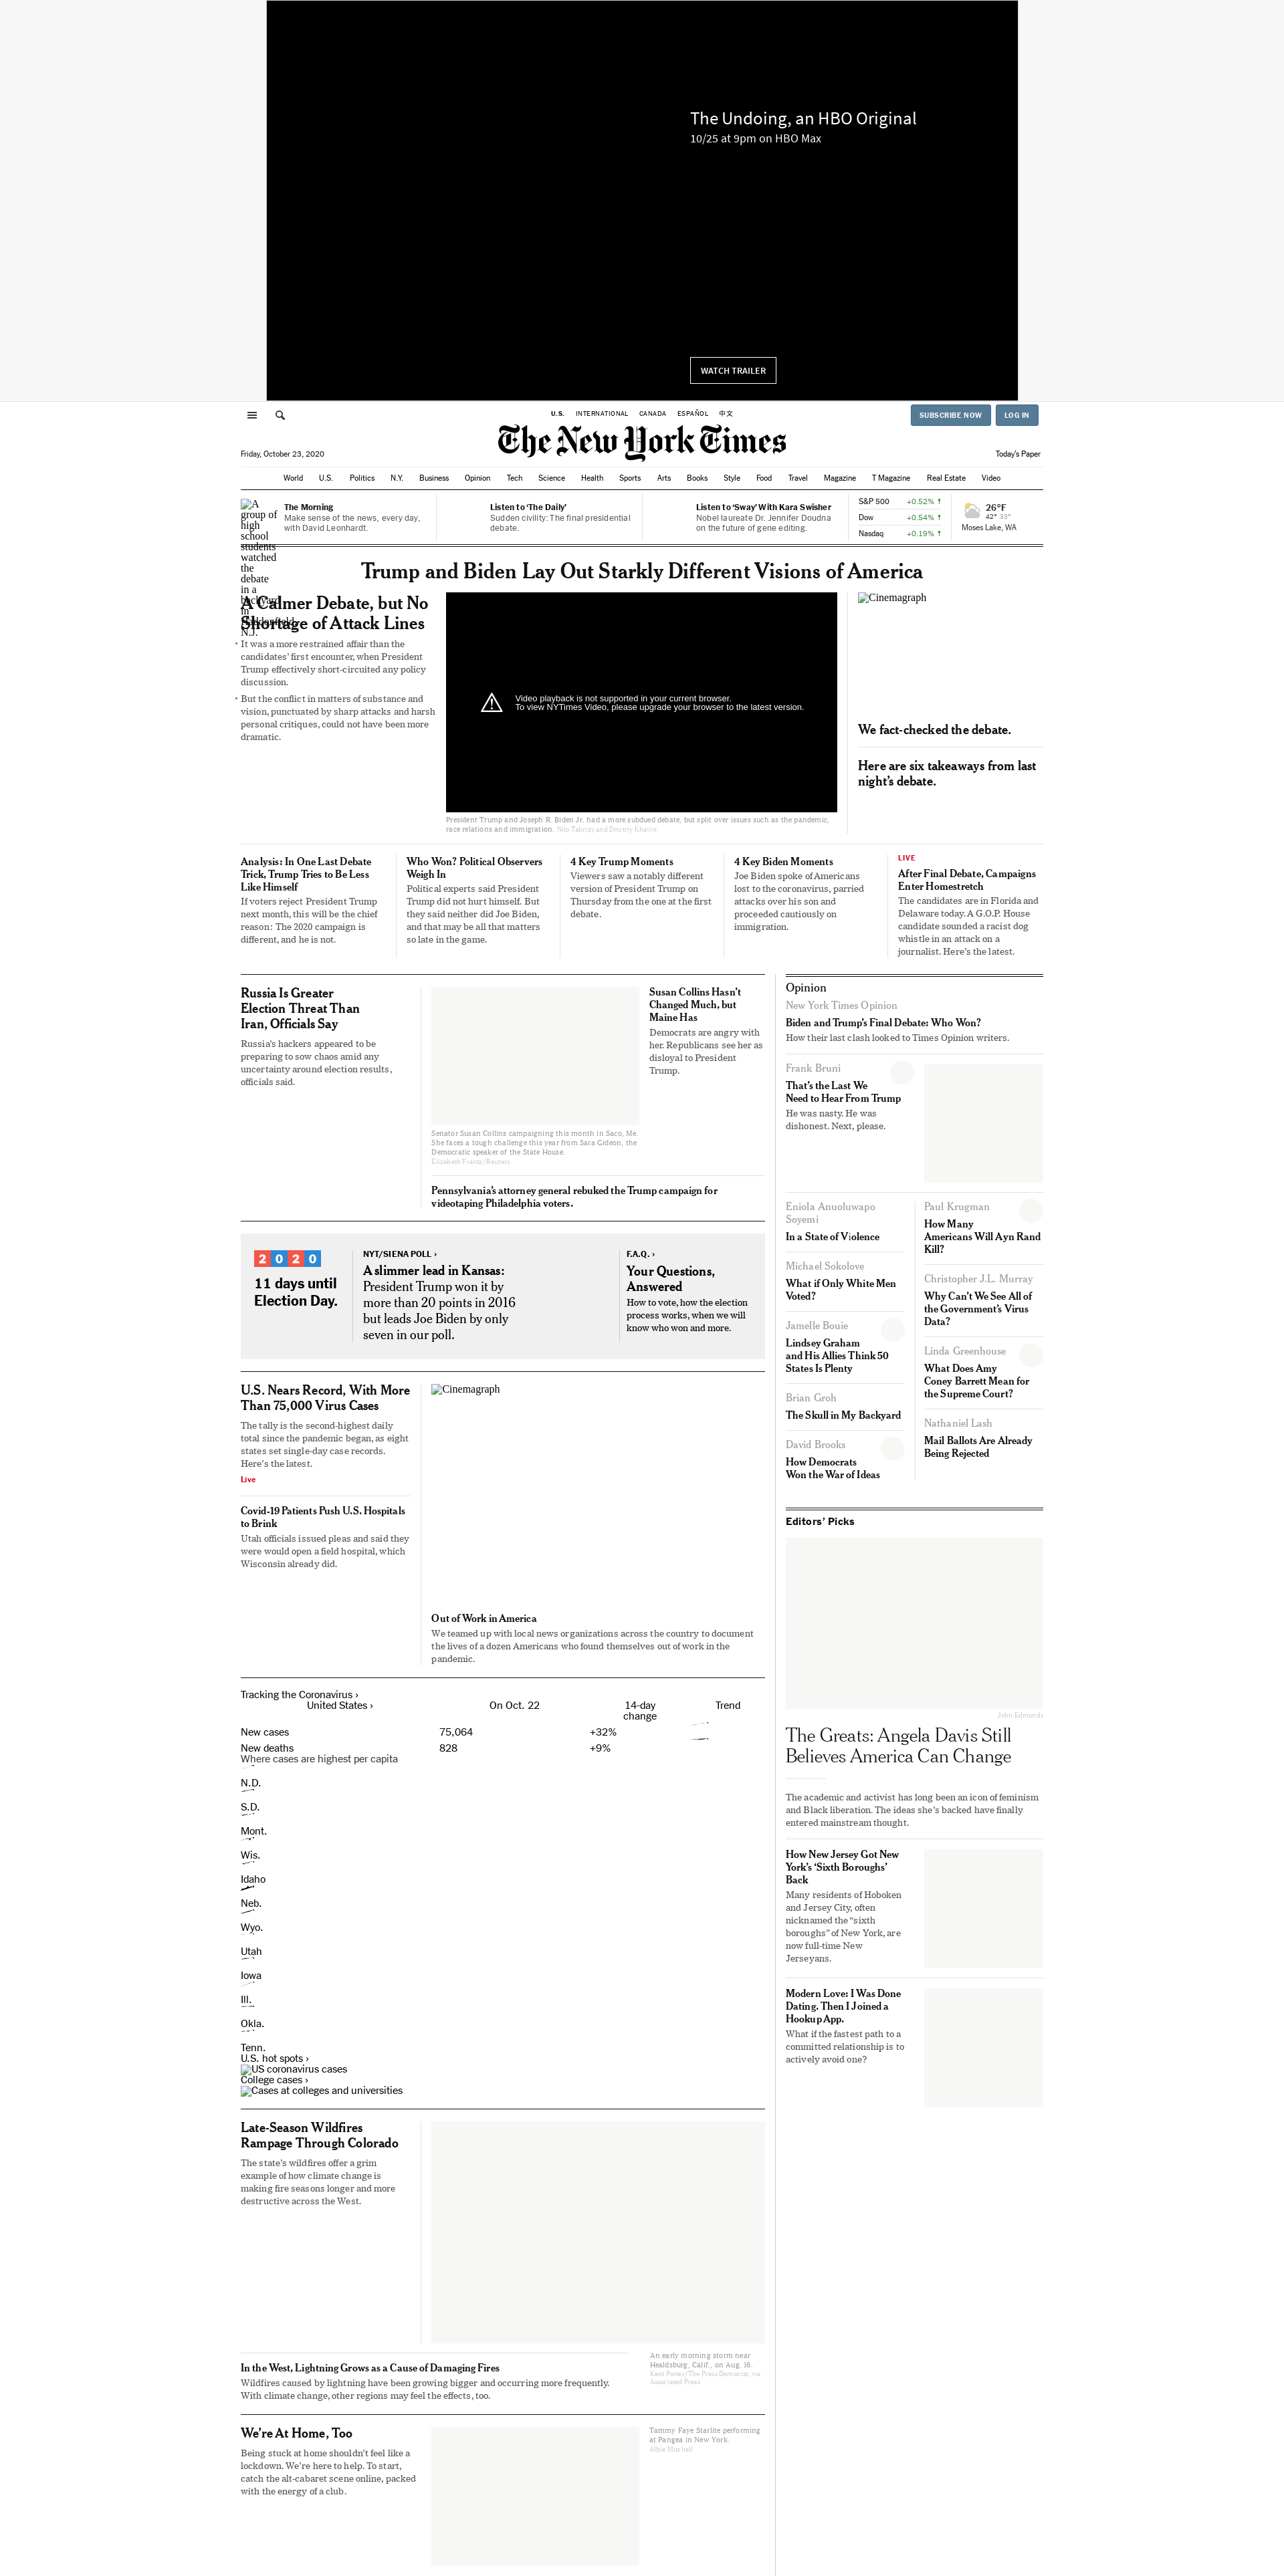 The Undoing, an HBO Original
10/25 at 9pm on HBO Max
WATCH TRAILER
U.S. INTERNATIONAL CANADA ESPAÑOL 中文
SUBSCRIBE NOW LOG IN
The New York Times
Friday, October 23, 2020
Today's Paper
World U.S. Politics N.Y. Business Opinion Tech Science Health Sports Arts Books Style Food Travel Magazine T Magazine Real Estate Video
A
group of
high
school
students
watched
the
debate
in a
backyard
in
Haddonfield,
N.J.
The Morning
Make sense of the news, every day,
with David Leonhardt.
Listen to ‘The Daily’
Sudden civility: The final presidential
debate.
Listen to ‘Sway’ With Kara Swisher
Nobel laureate Dr. Jennifer Doudna
on the future of gene editing.
S&P 500 +0.52% ↑
Dow +0.54% ↑
Nasdaq +0.19% ↑
26°F
42° 33°
Moses Lake, WA
Trump and Biden Lay Out Starkly Different Visions of America
A Calmer Debate, but No
Shortage of Attack Lines
• It was a more restrained affair than the
candidates’ first encounter, when President
Trump effectively short-circuited any policy
discussion.
• But the conflict in matters of substance and
vision, punctuated by sharp attacks and harsh
personal critiques, could not have been more
dramatic.
Video playback is not supported in your current browser.
To view NYTimes Video, please upgrade your browser to the latest version.
President Trump and Joseph R. Biden Jr. had a more subdued debate, but split over issues such as the pandemic,
race relations and immigration. Nilo Tabrizy and Dmitriy Khavin
Cinemagraph
We fact-checked the debate.
Here are six takeaways from last
night’s debate.
Analysis: In One Last Debate
Trick, Trump Tries to Be Less
Like Himself
If voters reject President Trump
next month, this will be the chief
reason: The 2020 campaign is
different, and he is not.
Who Won? Political Observers
Weigh In
Political experts said President
Trump did not hurt himself. But
they said neither did Joe Biden,
and that may be all that matters
so late in the game.
4 Key Trump Moments
Viewers saw a notably different
version of President Trump on
Thursday from the one at the first
debate.
4 Key Biden Moments
Joe Biden spoke of Americans
lost to the coronavirus, parried
attacks over his son and
proceeded cautiously on
immigration.
LIVE
After Final Debate, Campaigns
Enter Homestretch
The candidates are in Florida and
Delaware today. A G.O.P. House
candidate sounded a racist dog
whistle in an attack on a
journalist. Here’s the latest.
Russia Is Greater
Election Threat Than
Iran, Officials Say
Russia’s hackers appeared to be
preparing to sow chaos amid any
uncertainty around election results,
officials said.
Senator Susan Collins campaigning this month in Saco, Me.
She faces a tough challenge this year from Sara Gideon, the
Democratic speaker of the State House.
Elizabeth Frantz/Reuters
Susan Collins Hasn’t
Changed Much, but
Maine Has
Democrats are angry with
her. Republicans see her as
disloyal to President
Trump.
Pennsylvania’s attorney general rebuked the Trump campaign for
videotaping Philadelphia voters.
2020
11 days until
Election Day.
NYT/SIENA POLL ›
A slimmer lead in Kansas:
President Trump won it by
more than 20 points in 2016
but leads Joe Biden by only
seven in our poll.
F.A.Q. ›
Your Questions,
Answered
How to vote, how the election
process works, when we will
know who won and more.
U.S. Nears Record, With More
Than 75,000 Virus Cases
The tally is the second-highest daily
total since the pandemic began, as eight
states set single-day case records.
Here’s the latest.
Live
Covid-19 Patients Push U.S. Hospitals
to Brink
Utah officials issued pleas and said they
were would open a field hospital, which
Wisconsin already did.
Cinemagraph
Out of Work in America
We teamed up with local news organizations across the country to document
the lives of a dozen Americans who found themselves out of work in the
pandemic.
Tracking the Coronavirus ›
United States › On Oct. 22 14-day
change Trend
New cases 75,064 +32%
New deaths 828 +9%
Where cases are highest per capita
N.D.
S.D.
Mont.
Wis.
Idaho
Neb.
Wyo.
Utah
Iowa
Ill.
Okla.
Tenn.
U.S. hot spots ›
US coronavirus cases
College cases ›
Cases at colleges and universities
Late-Season Wildfires
Rampage Through Colorado
The state’s wildfires offer a grim
example of how climate change is
making fire seasons longer and more
destructive across the West.
An early morning storm near
Healdsburg, Calif., on Aug. 16.
Kent Porter/The Press Democrat, via
Associated Press
In the West, Lightning Grows as a Cause of Damaging Fires
Wildfires caused by lightning have been growing bigger and occurring more frequently.
With climate change, other regions may feel the effects, too.
We’re At Home, Too
Being stuck at home shouldn’t feel like a
lockdown. We’re here to help. To start,
catch the alt-cabaret scene online, packed
with the energy of a club.
Tammy Faye Starlite performing
at Pangea in New York.
Albie Mitchell
Opinion
New York Times Opinion
Biden and Trump’s Final Debate: Who Won?
How their last clash looked to Times Opinion writers.
Frank Bruni
That’s the Last We
Need to Hear From Trump
He was nasty. He was
dishonest. Next, please.
Eniola Anuoluwapo
Soyemi
In a State of Violence
Michael Sokolove
What if Only White Men
Voted?
Jamelle Bouie
Lindsey Graham
and His Allies Think 50
States Is Plenty
Brian Groh
The Skull in My Backyard
David Brooks
How Democrats
Won the War of Ideas
Paul Krugman
How Many
Americans Will Ayn Rand
Kill?
Christopher J.L. Murray
Why Can’t We See All of
the Government’s Virus
Data?
Linda Greenhouse
What Does Amy
Coney Barrett Mean for
the Supreme Court?
Nathaniel Lash
Mail Ballots Are Already
Being Rejected
Editors’ Picks
John Edmonds
The Greats: Angela Davis Still
Believes America Can Change
The academic and activist has long been an icon of feminism
and Black liberation. The ideas she’s backed have finally
entered mainstream thought.
How New Jersey Got New
York’s ‘Sixth Boroughs’
Back
Many residents of Hoboken
and Jersey City, often
nicknamed the “sixth
boroughs” of New York, are
now full-time New
Jerseyans.
Modern Love: I Was Done
Dating. Then I Joined a
Hookup App.
What if the fastest path to a
committed relationship is to
actively avoid one?